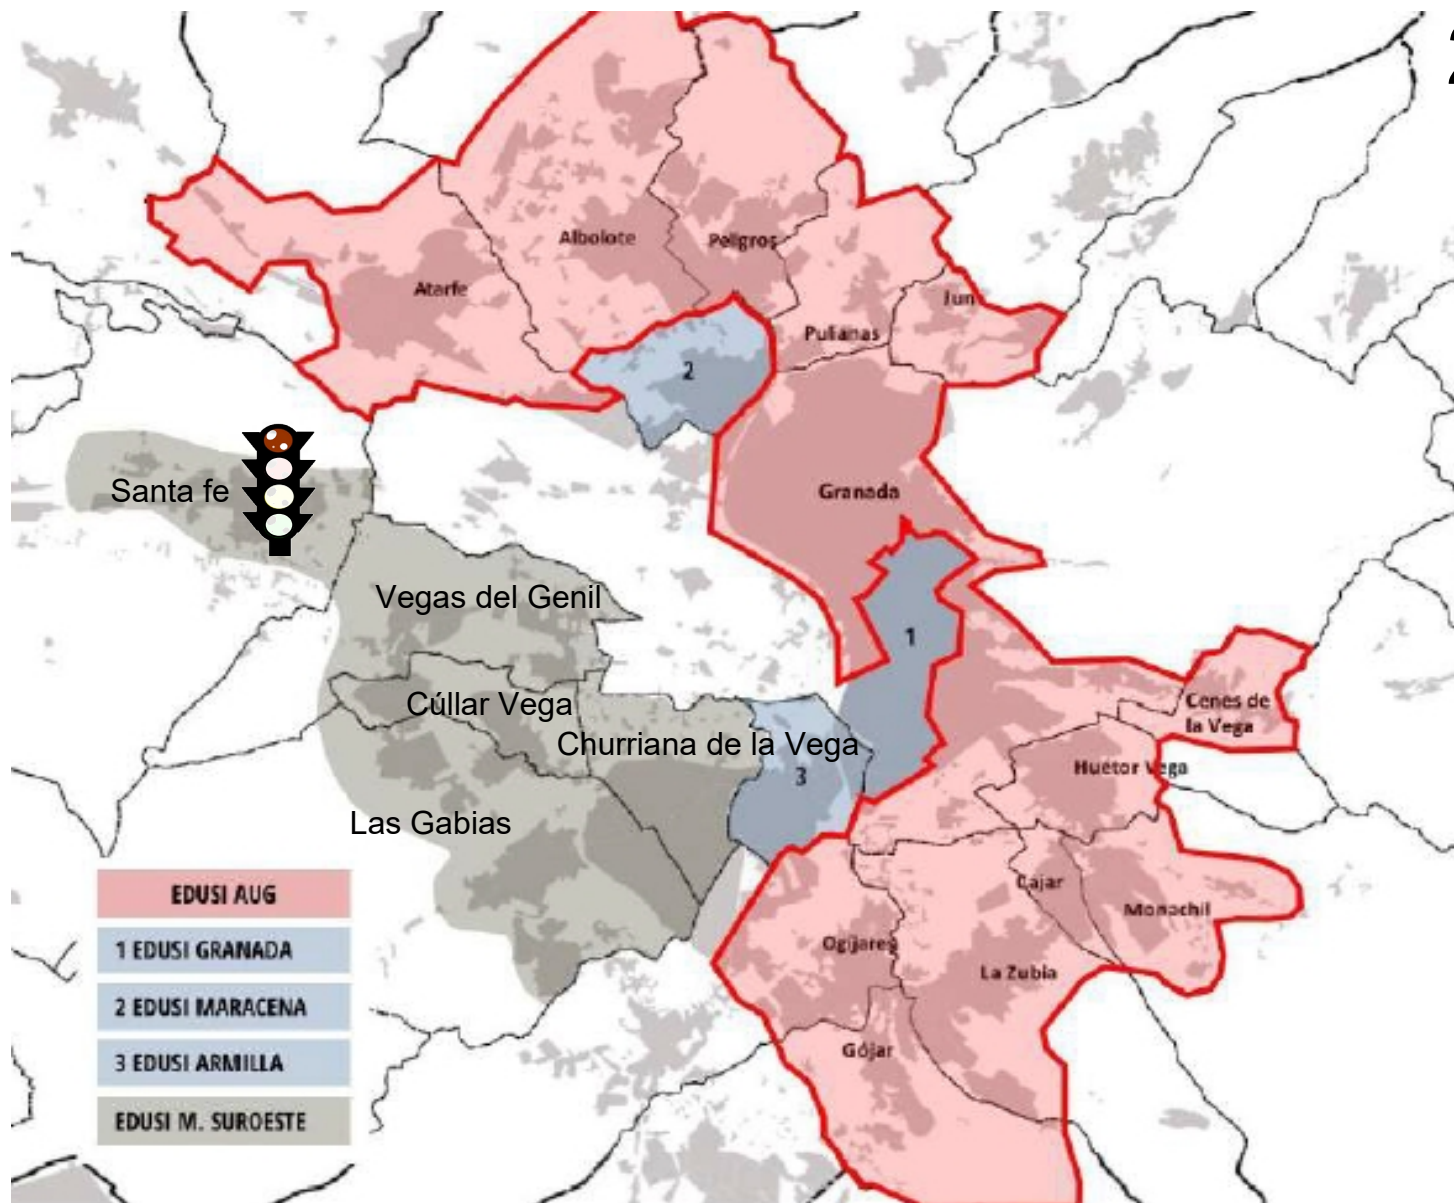 Albolote
Peligros
Atarfe
Jun
Pulianas
2
Granada
Santa fe
Vegas del Genil
1
Cúllar Vega
Cenes de
la Vega
Churriana de la Vega
3
Huetor Vega
Las Gabias
Cajar
Monachil
Ogijares
La Zubia
Gójar
EDUSI AUG
1 EDUSI GRANADA
2 EDUSI MARACENA
3 EDUSI ARMILLA
EDUSI M. SUROESTE